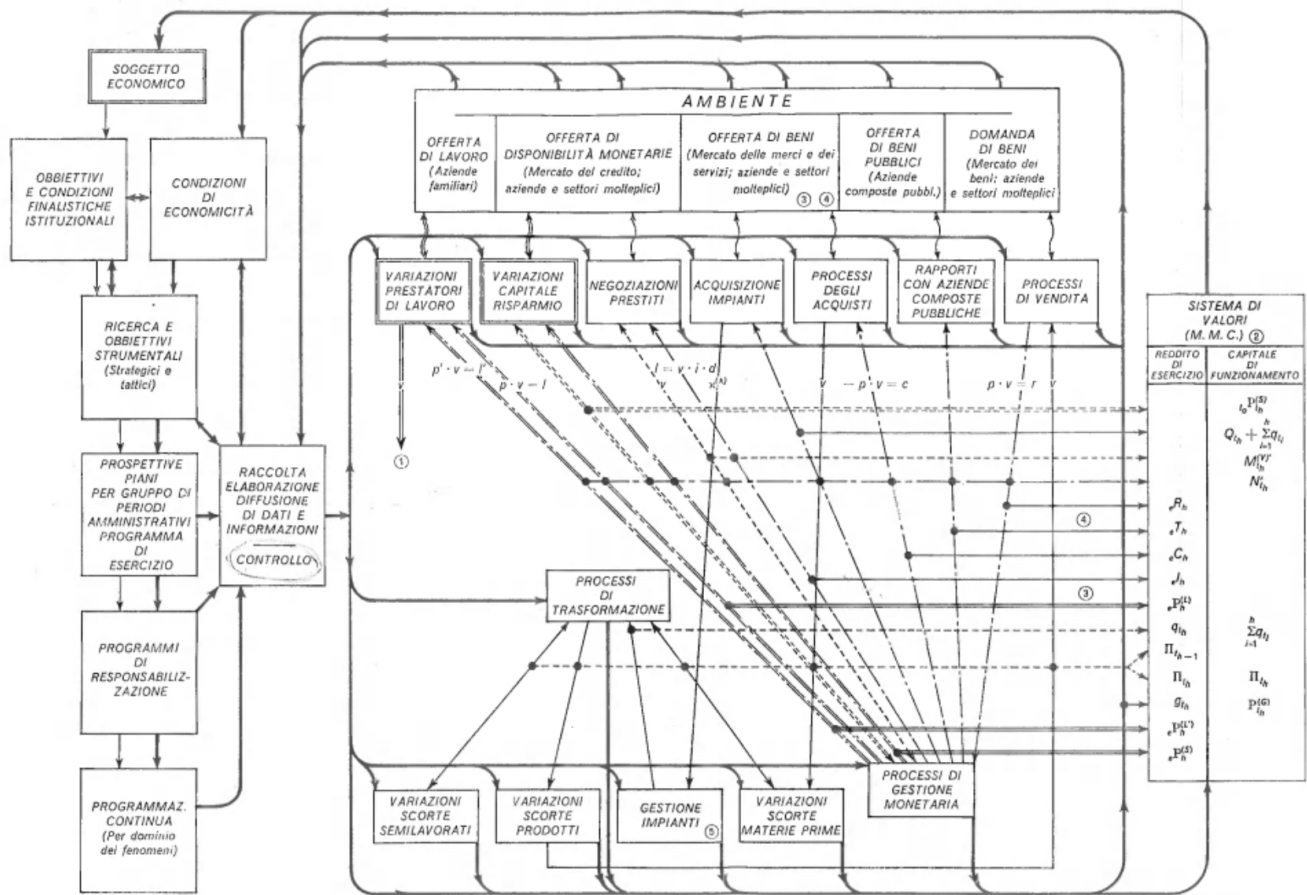 SOGGETTO
ECONOMICO
OBBIETTIVI
E CONDIZIONI
FINALISTICHE
ISTITUZIONALI
CONDIZIONI
DI
ECONOMICITÀ
RICERCA E
OBBIETTIVI
STRUMENTALI
(Strategici e
tattici)
PROSPETTIVE
PIANI
PER GRUPPO DI
PERIODI
AMMINISTRATIVI
PROGRAMMA
DI
ESERCIZIO
RACCOLTA
ELABORAZIONE
DIFFUSIONE
DI DATI E
INFORMAZIONI
CONTROLLO
PROGRAMMI
DI
RESPONSABILIZ-
ZAZIONE
PROGRAMMAZ.
CONTINUA
(Per dominio
dei fenomeni)
AMBIENTE
OFFERTA
DI LAVORO
(Aziende
familiari)
OFFERTA DI
DISPONIBILITÀ MONETARIE
(Mercato del credito;
aziende e settori molteplici)
OFFERTA DI BENI
(Mercato delle merci e dei
servizi; aziende e settori
molteplici)
③ ④
OFFERTA
DI BENI
PUBBLICI
(Aziende
composte pubbl.)
DOMANDA
DI BENI
(Mercato dei
beni; aziende
e settori molteplici)
VARIAZIONI
PRESTATORI
DI LAVORO
VARIAZIONI
CAPITALE
RISPARMIO
NEGOZIAZIONI
PRESTITI
ACQUISIZIONE
IMPIANTI
PROCESSI
DEGLI
ACQUISTI
RAPPORTI
CON AZIENDE
COMPOSTE
PUBBLICHE
PROCESSI
DI VENDITA
v
p' · v = l'
p · v = l
l = v · i · d
v
v
– p · v = c
p · v = r
v
①
PROCESSI
DI
TRASFORMAZIONE
④
③
VARIAZIONI
SCORTE
SEMILAVORATI
VARIAZIONI
SCORTE
PRODOTTI
GESTIONE
IMPIANTI
⑤
VARIAZIONI
SCORTE
MATERIE PRIME
PROCESSI DI
GESTIONE
MONETARIA
SISTEMA DI
VALORI
(M. M. C.) ②
REDDITO
DI
ESERCIZIO
CAPITALE
DI
FUNZIONAMENTO